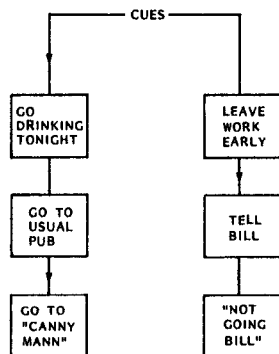 CUES
GO
DRINKING
TONIGHT
LEAVE
WORK
EARLY
GO TO
USUAL
PUB
TELL
BILL
GO TO
"CANNY
MANN"
"NOT
GOING
BILL"